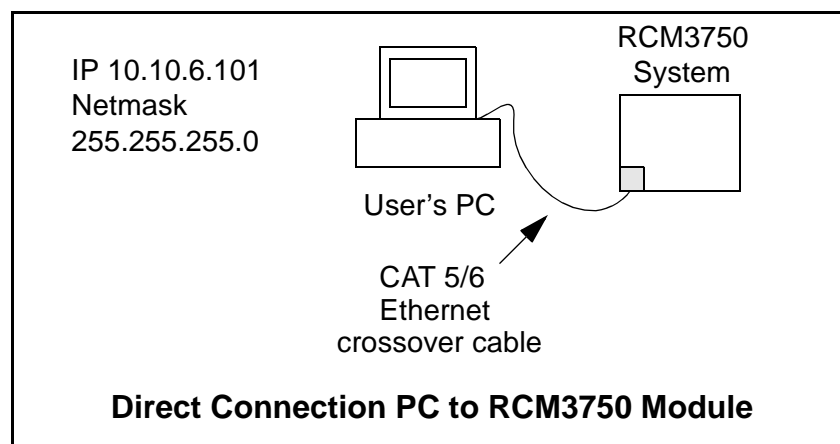 IP 10.10.6.101
Netmask
255.255.255.0
RCM3750
System
User's PC
CAT 5/6
Ethernet
crossover cable
Direct Connection PC to RCM3750 Module